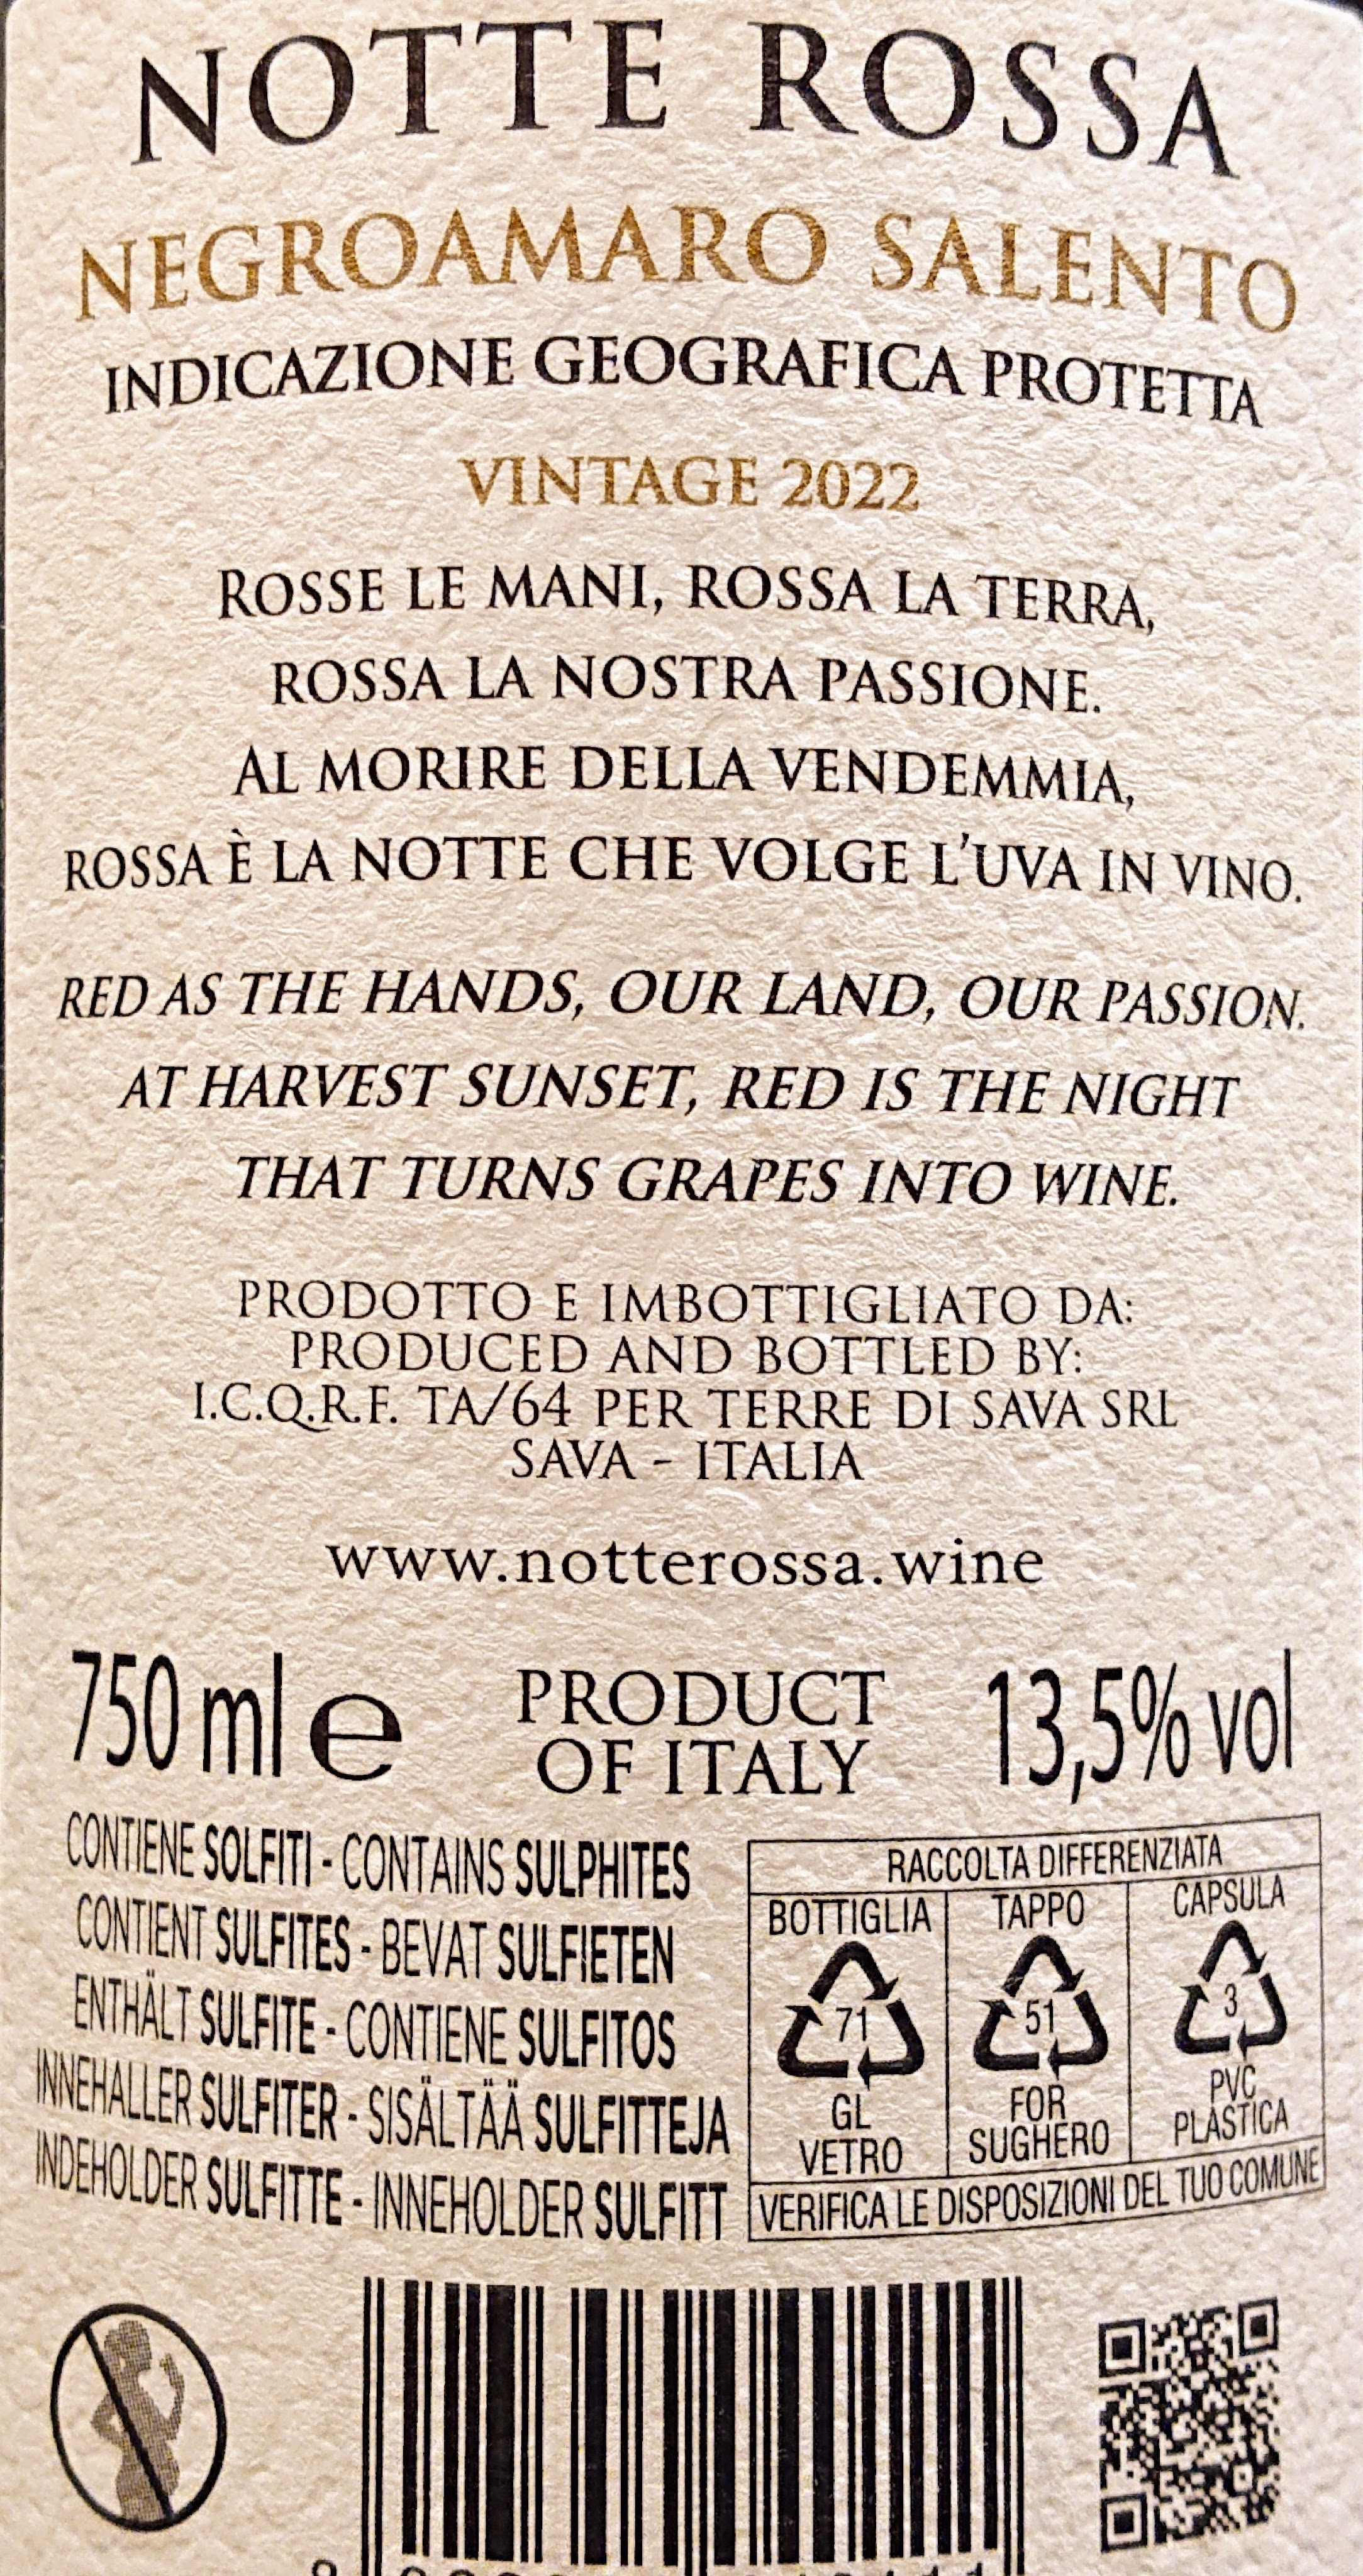 NOTTE ROSSA
NEGROAMARO SALENTO
INDICAZIONE GEOGRAFICA PROTETTA
VINTAGE 2022
ROSSE LE MANI, ROSSA LA TERRA,
ROSSA LA NOSTRA PASSIONE.
AL MORIRE DELLA VENDEMMIA,
ROSSA È LA NOTTE CHE VOLGE L'UVA IN VINO.
RED AS THE HANDS, OUR LAND, OUR PASSION.
AT HARVEST SUNSET, RED IS THE NIGHT
THAT TURNS GRAPES INTO WINE.
PRODOTTO E IMBOTTIGLIATO DA:
PRODUCED AND BOTTLED BY:
I.C.Q.R.F. TA/64 PER TERRE DI SAVA SRL
SAVA - ITALIA
www.notterossa.wine
750 ml e
PRODUCT
OF ITALY
13,5% vol
CONTIENE SOLFITI - CONTAINS SULPHITES
CONTIENT SULFITES - BEVAT SULFIETEN
ENTHÄLT SULFITE - CONTIENE SULFITOS
INNEHALLER SULFITER - SISÄLTÄÄ SULFITTEJA
INDEHOLDER SULFITTE - INNEHOLDER SULFITT
RACCOLTA DIFFERENZIATA
BOTTIGLIA TAPPO CAPSULA
71 51 3
GL FOR PVC
VETRO SUGHERO PLASTICA
VERIFICA LE DISPOSIZIONI DEL TUO COMUNE